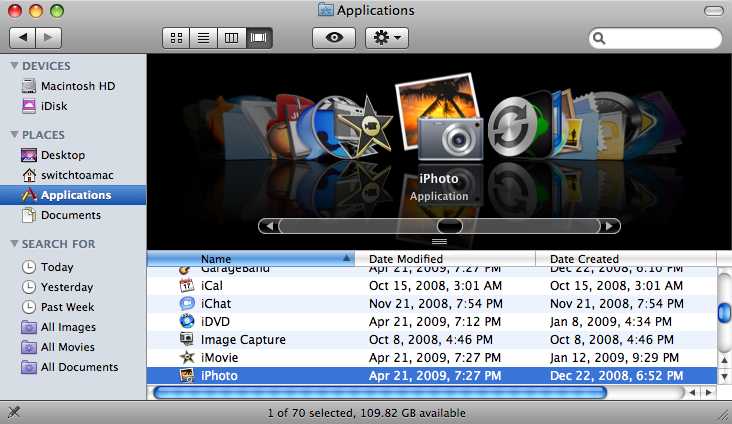 Applications
DEVICES
Macintosh HD
iDisk
PLACES
Desktop
switchtoamac
Applications
Documents
SEARCH FOR
Today
Yesterday
Past Week
All Images
All Movies
All Documents
iPhoto
Application
Name Date Modified Date Created
GarageBand Apr 21, 2009, 7:27 PM Dec 22, 2008, 6:10 PM
iCal Oct 15, 2008, 3:01 AM Oct 15, 2008, 3:01 AM
iChat Nov 21, 2008, 7:54 PM Nov 21, 2008, 7:54 PM
iDVD Apr 21, 2009, 7:12 PM Jan 8, 2009, 4:34 PM
Image Capture Oct 8, 2008, 4:46 PM Oct 8, 2008, 4:46 PM
iMovie Apr 21, 2009, 7:27 PM Jan 12, 2009, 9:29 PM
iPhoto Apr 21, 2009, 7:27 PM Dec 22, 2008, 6:52 PM
1 of 70 selected, 109.82 GB available